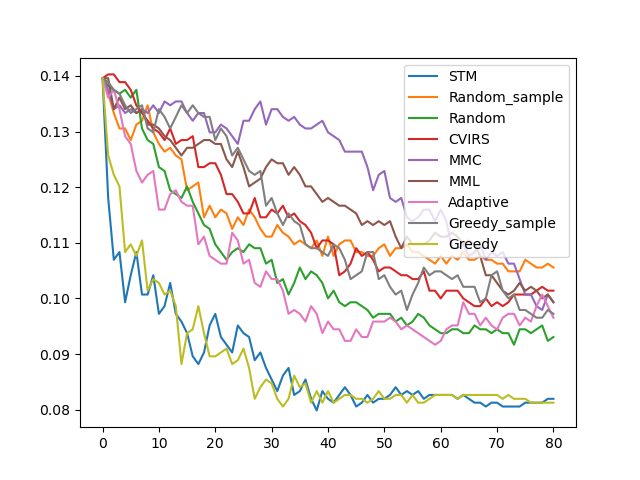 0.14
0.13
0.12
0.11
0.10
0.09
0.08
0 10 20 30 40 50 60 70 80
STM
Random_sample
Random
CVIRS
MMC
MML
Adaptive
Greedy_sample
Greedy